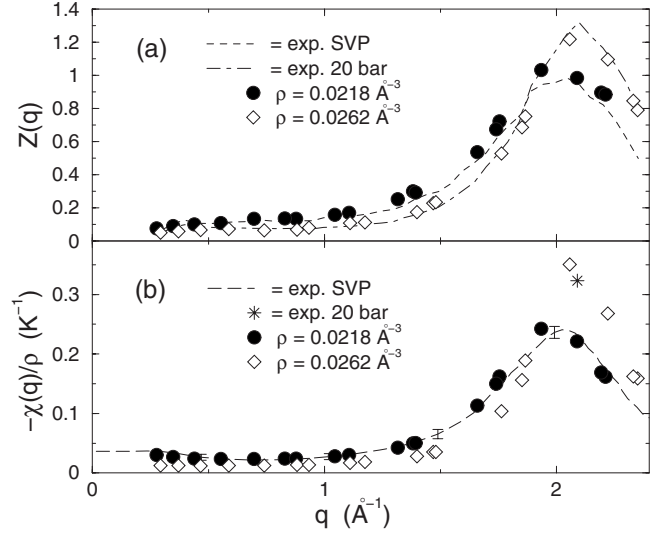 1.4
1.2
1
0.8
0.6
0.4
0.2
0
Z(q)
(a)
= exp. SVP
= exp. 20 bar
ρ = 0.0218 Å⁻³
ρ = 0.0262 Å⁻³
0.3
0.2
0.1
0
−χ(q)/ρ (K⁻¹)
(b)
= exp. SVP
= exp. 20 bar
ρ = 0.0218 Å⁻³
ρ = 0.0262 Å⁻³
0 1 2
q (Å⁻¹)